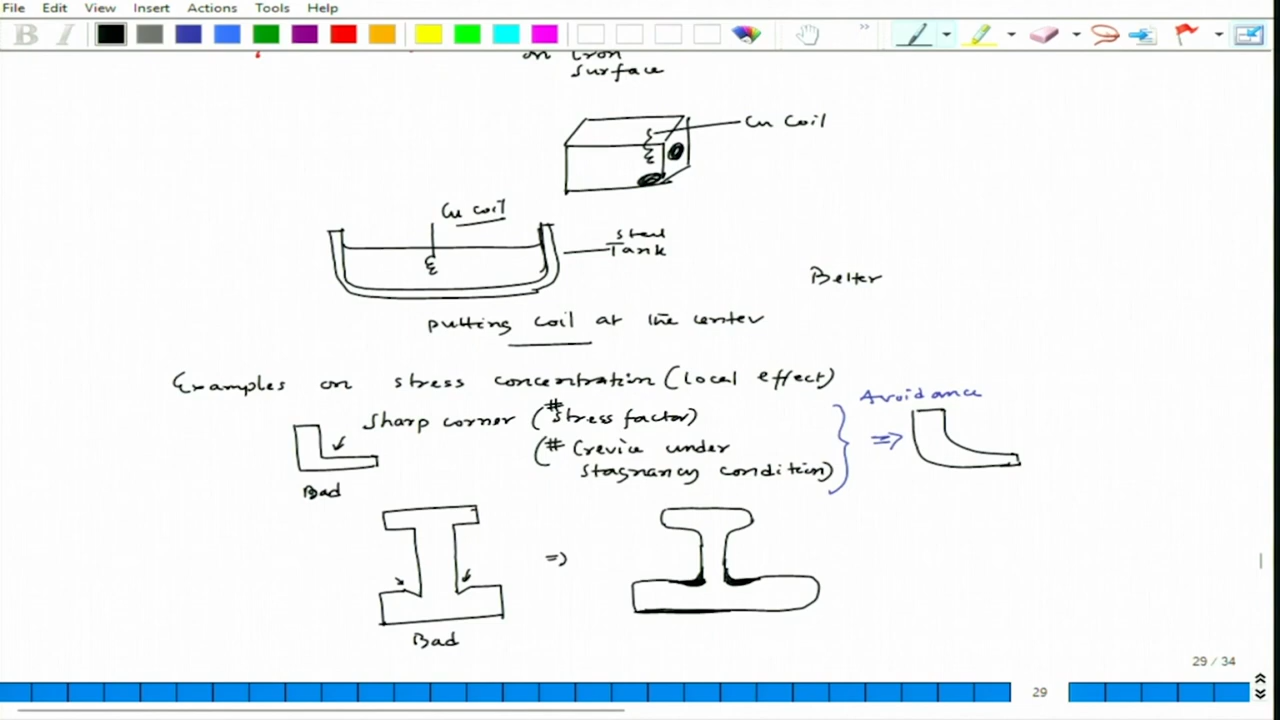 File Edit View Insert Actions Tools Help
B I
on Iron
Surface
Cu Coil
Cu coil
Steel
Tank
Better
putting coil at the center
Examples on stress concentration (local effect)
Avoidance
Sharp corner (# Stress factor)
(# Crevice under
stagnancy condition)
=>
Bad
=>
Bad
29 / 34
29